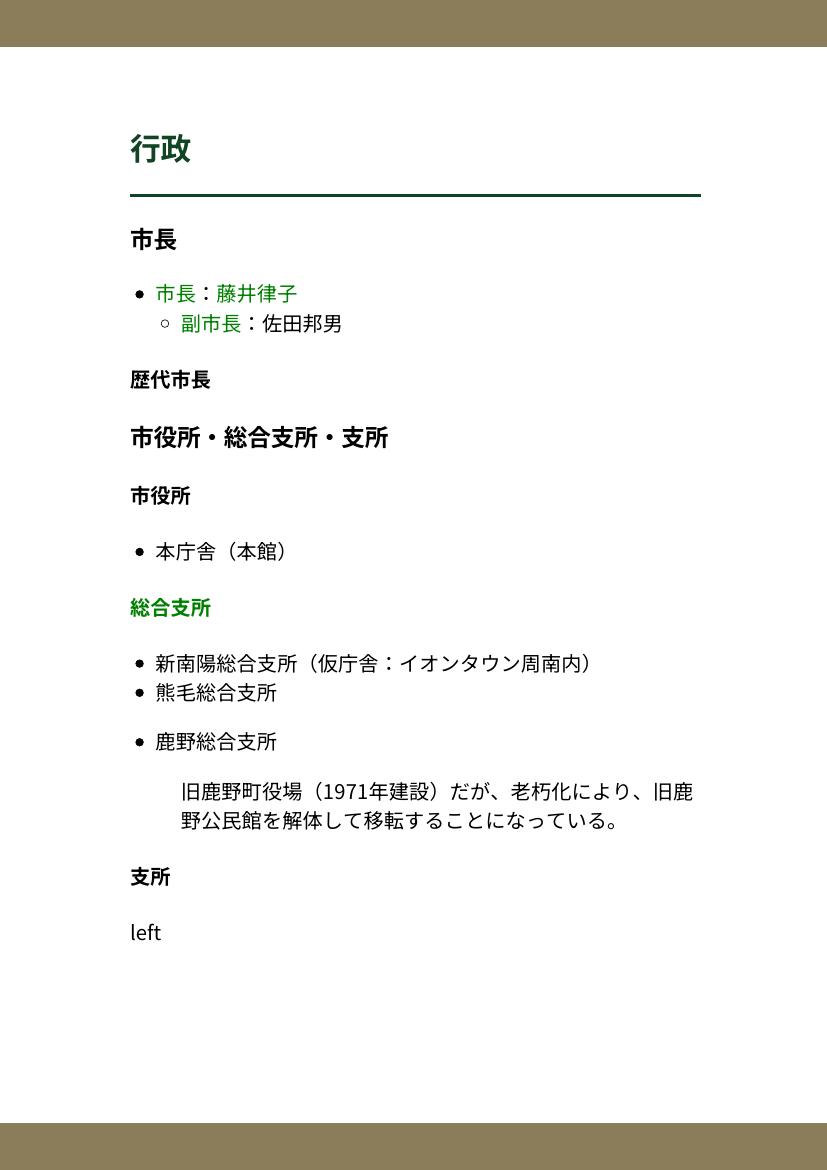 行政
市長
市長：藤井律子
副市長：佐田邦男
歴代市長
市役所・総合支所・支所
市役所
本庁舎（本館）
総合支所
新南陽総合支所（仮庁舎：イオンタウン周南内）
熊毛総合支所
鹿野総合支所
旧鹿野町役場（1971年建設）だが、老朽化により、旧鹿
野公民館を解体して移転することになっている。
支所
left